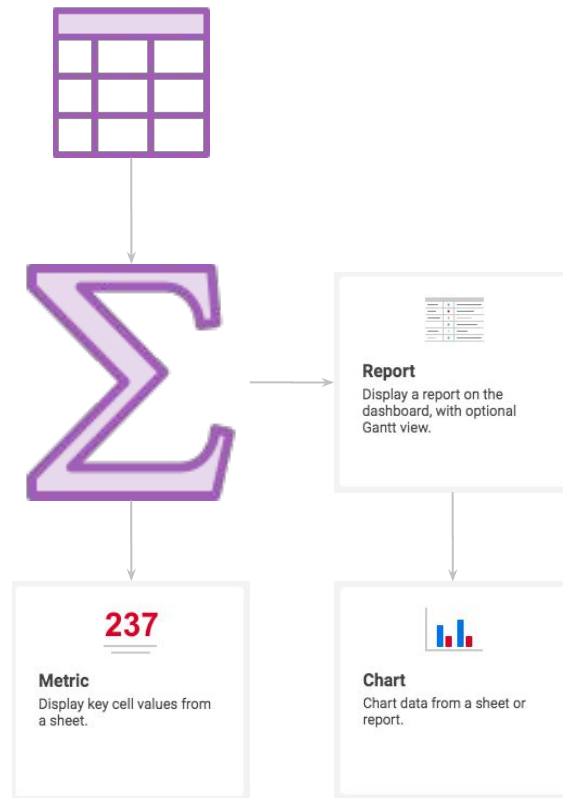 Report
Display a report on the
dashboard, with optional
Gantt view.
237
Metric
Display key cell values from
a sheet.
Chart
Chart data from a sheet or
report.